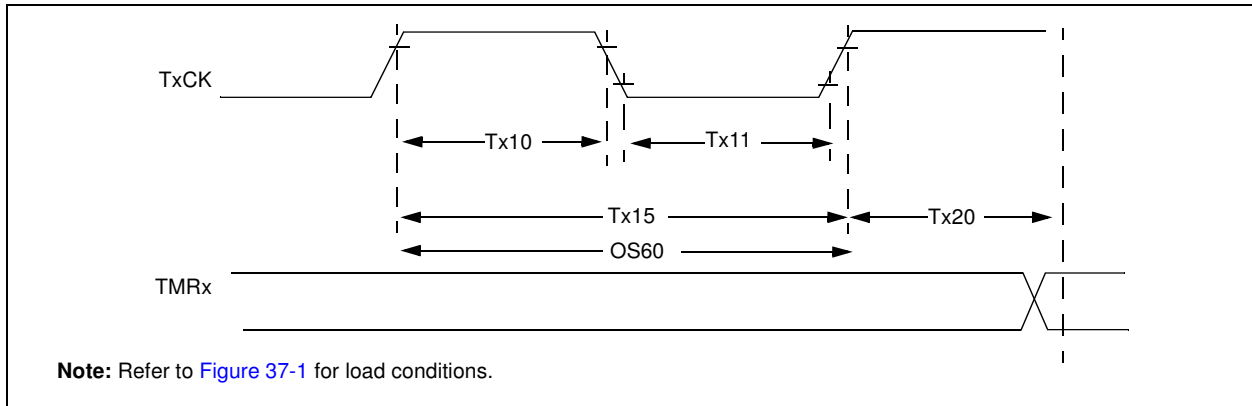 TxCK
Tx10
Tx11
Tx15
Tx20
OS60
TMRx
Note: Refer to Figure 37-1 for load conditions.